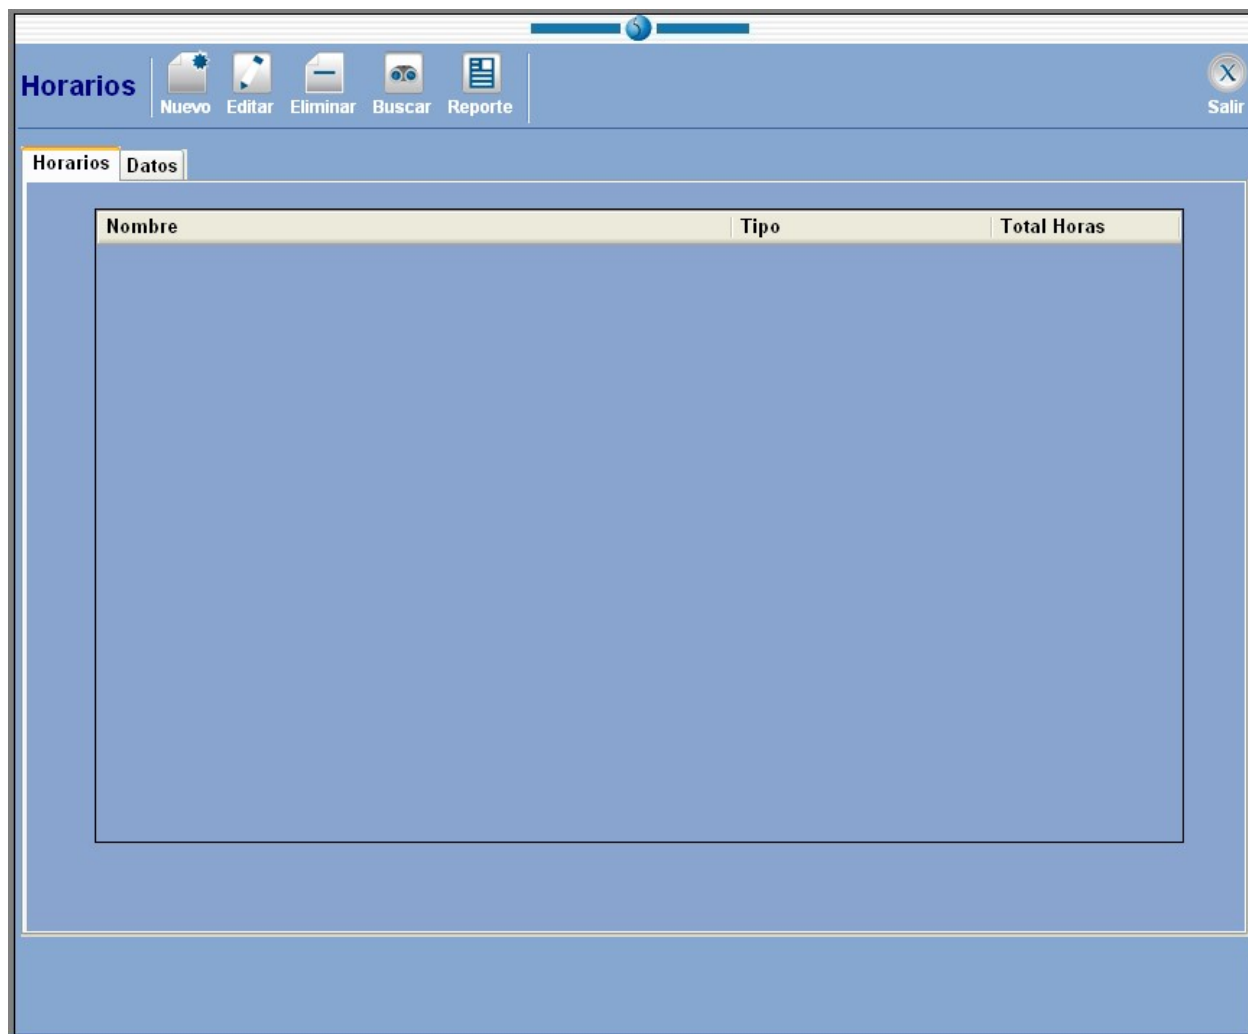 Horarios
Nuevo Editar Eliminar Buscar Reporte
X
Salir
Horarios Datos
Nombre Tipo Total Horas